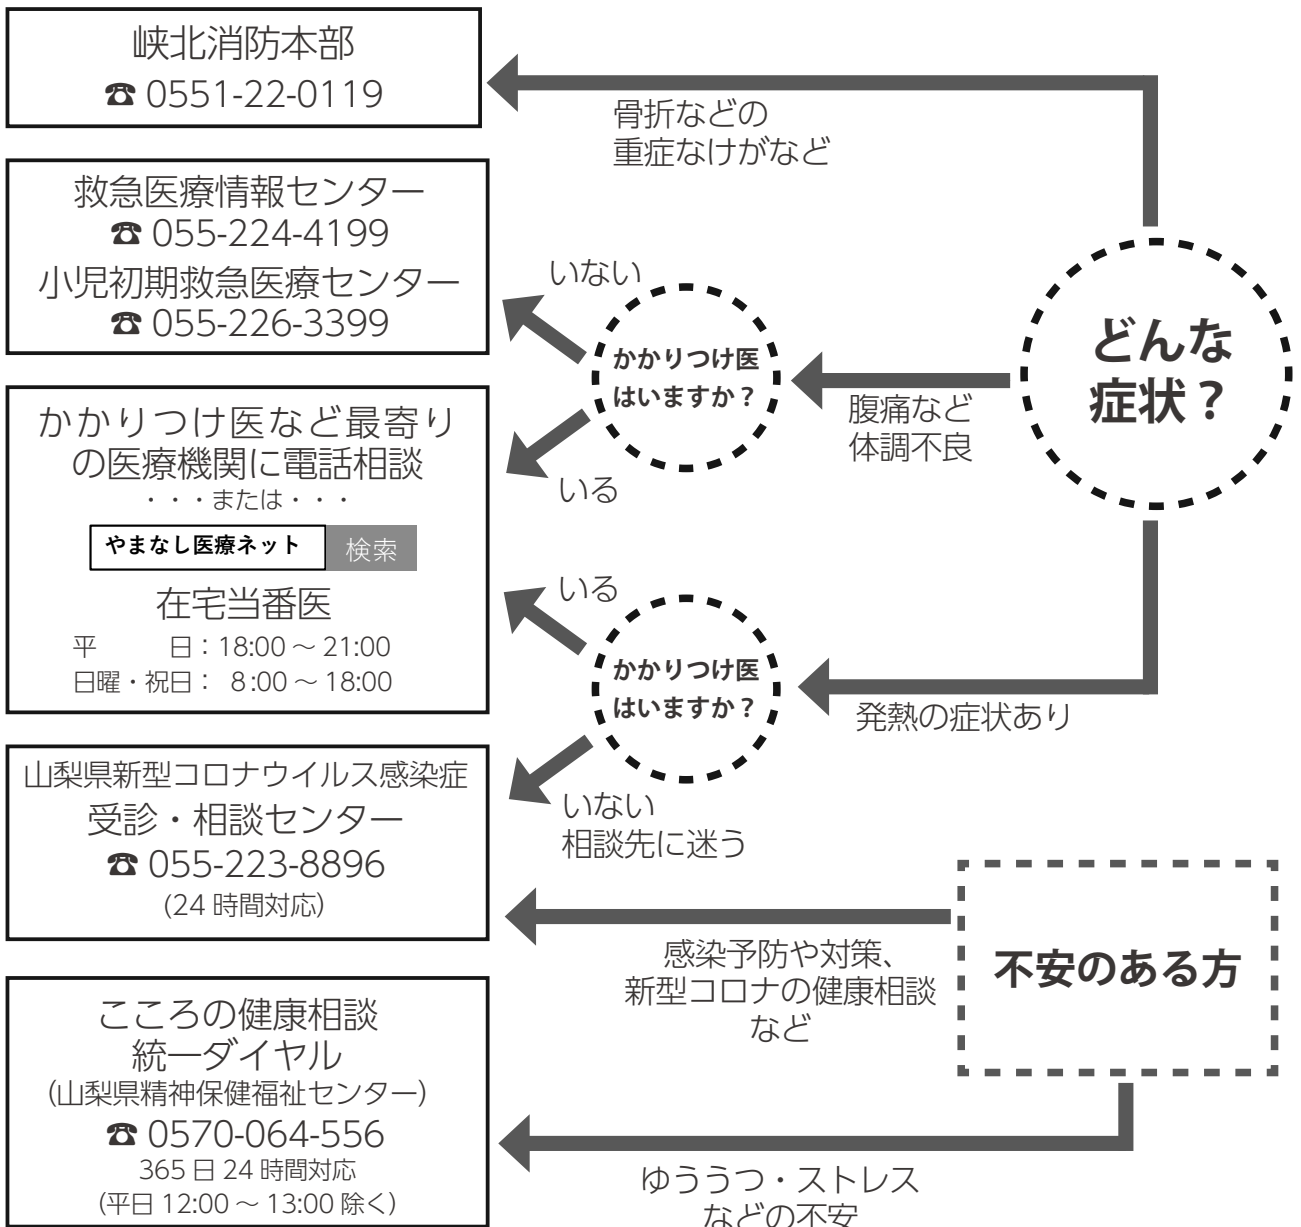 峡北消防本部
☎ 0551-22-0119
骨折などの
重症なけがなど
救急医療情報センター
☎ 055-224-4199
小児初期救急医療センター
☎ 055-226-3399
いない
かかりつけ医
はいますか？
いる
腹痛など
体調不良
どんな
症状？
かかりつけ医など最寄り
の医療機関に電話相談
・・・または・・・
やまなし医療ネット 検索
在宅当番医
平　　　日：18:00 ～ 21:00
日曜・祝日： 8:00 ～ 18:00
いる
かかりつけ医
はいますか？
いない
相談先に迷う
発熱の症状あり
山梨県新型コロナウイルス感染症
受診・相談センター
☎ 055-223-8896
(24 時間対応)
感染予防や対策、
新型コロナの健康相談
など
不安のある方
こころの健康相談
統一ダイヤル
(山梨県精神保健福祉センター)
☎ 0570-064-556
365 日 24 時間対応
(平日 12:00 ～ 13:00 除く)
ゆううつ・ストレス
などの不安